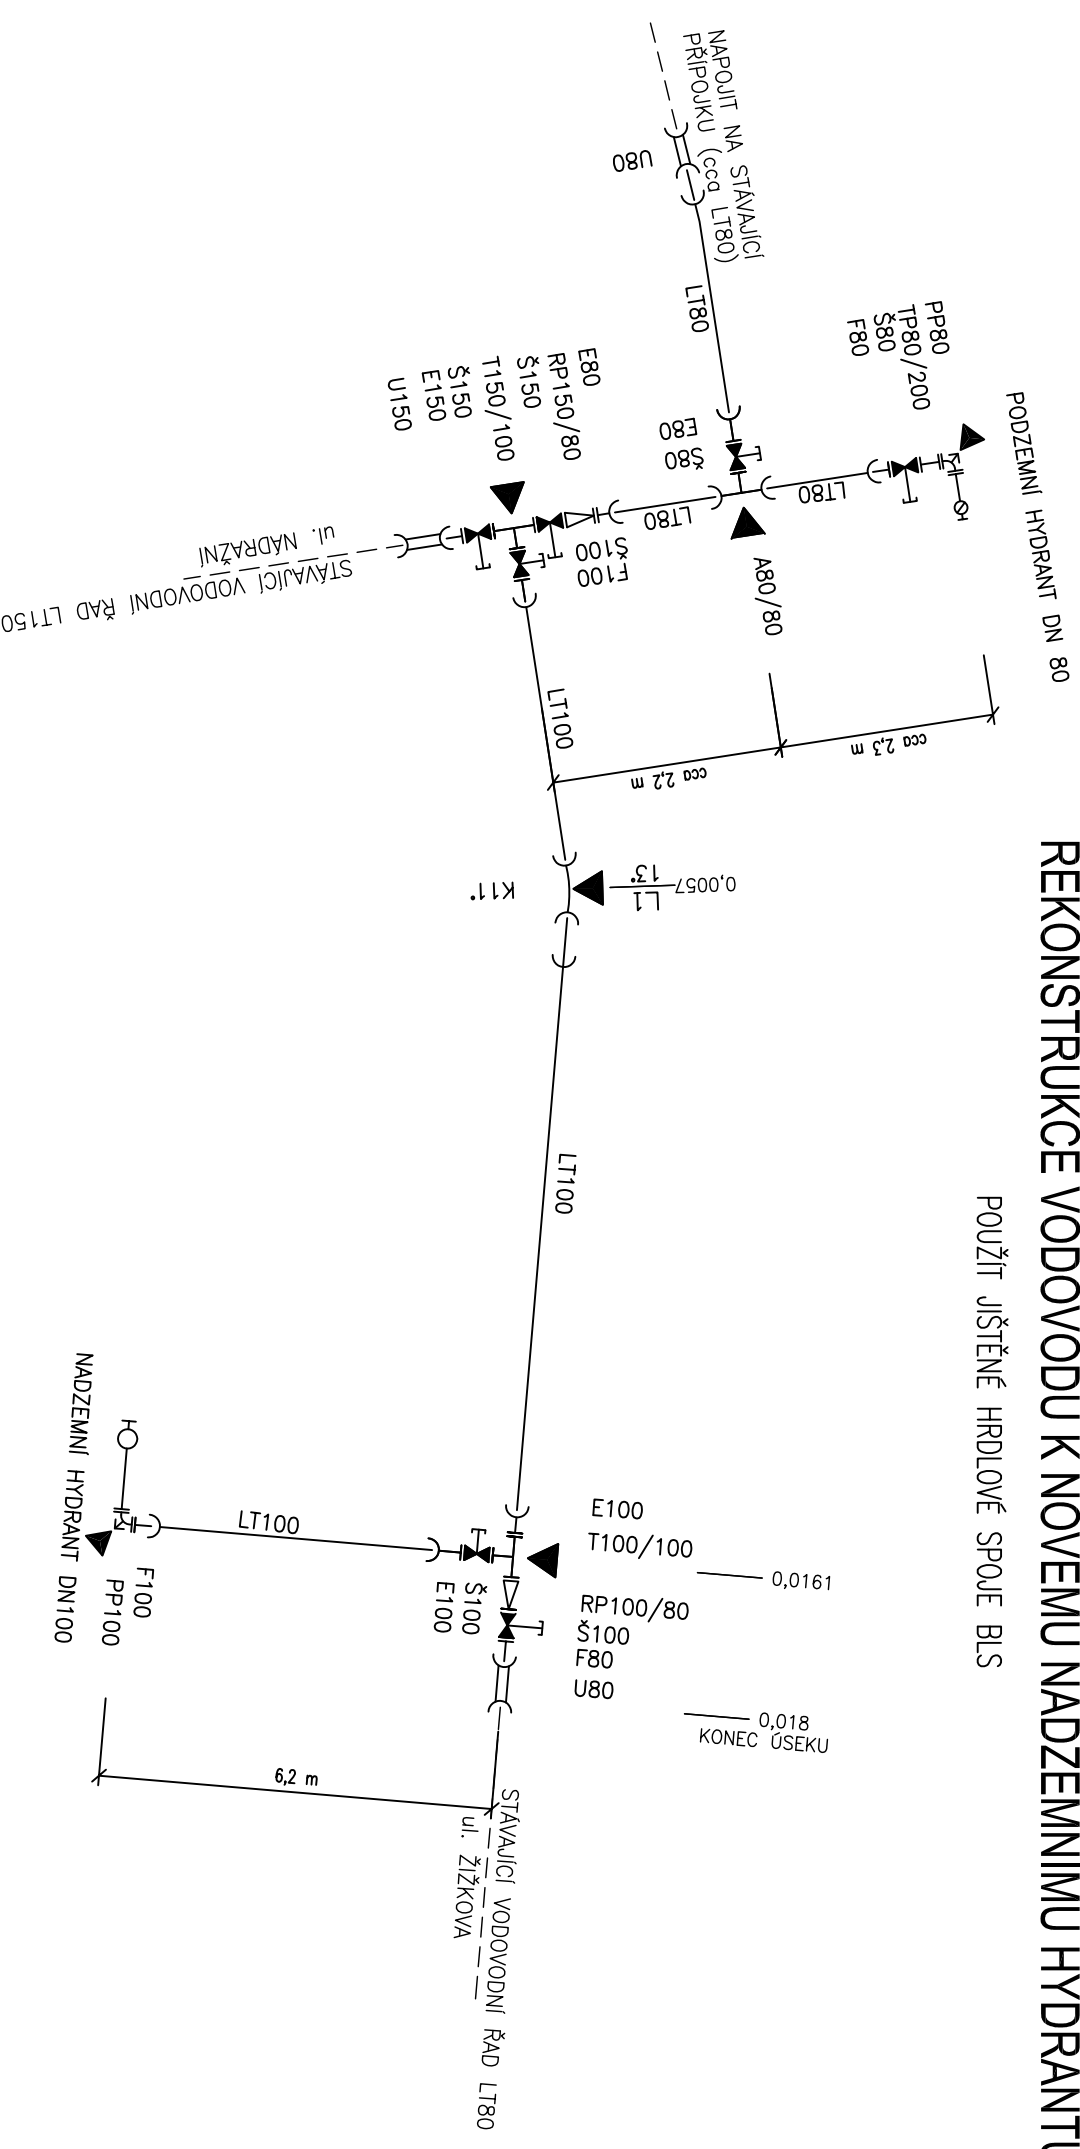 REKONSTRUKCE VODOVODU K NOVEMU NADZEMNIMU HYDRANTU
POUŽÍT JIŠTĚNÉ HRDLOVÉ SPOJE BLS
NAPOJIT NA STÁVAJÍCÍ
PŘÍPOJKU (cca LT80)
U80
LT80
E80
Š80
PODZEMNÍ HYDRANT DN 80
PP80
TP80/200
Š80
F80
LT80
LT80
A80/80
E80
RP150/80
Š150
T150/100
Š150
E150
U150
Š100
F100
STÁVAJÍCÍ VODOVODNÍ ŘAD LT150
ul. NÁDRAŽNÍ
LT100
cca 2,2 m
cca 2,3 m
K11°
L1
13°
0,0057
LT100
E100
T100/100
0,0161
RP100/80
Š100
F80
U80
0,018
KONEC ÚSEKU
Š100
E100
LT100
F100
PP100
NADZEMNÍ HYDRANT DN100
6,2 m
STÁVAJÍCÍ VODOVODNÍ ŘAD LT80
ul. ŽIŽKOVA